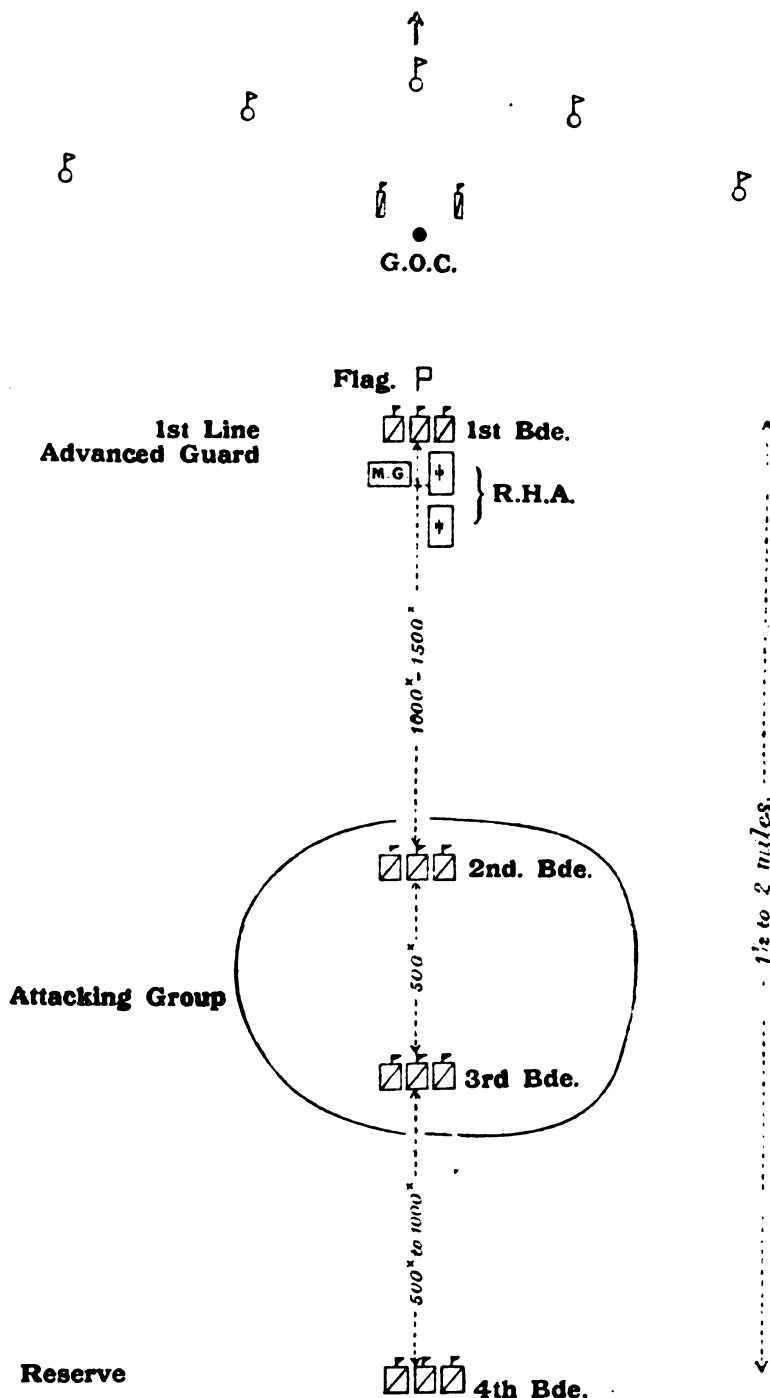 G.O.C.
Flag.
1st Line
Advanced Guard
1st Bde.
M.G
R.H.A.
1000ˣ-1500ˣ
2nd. Bde.
1½ to 2 miles.
500ˣ
Attacking Group
3rd Bde.
500ˣ to 1000ˣ
Reserve
4th Bde.